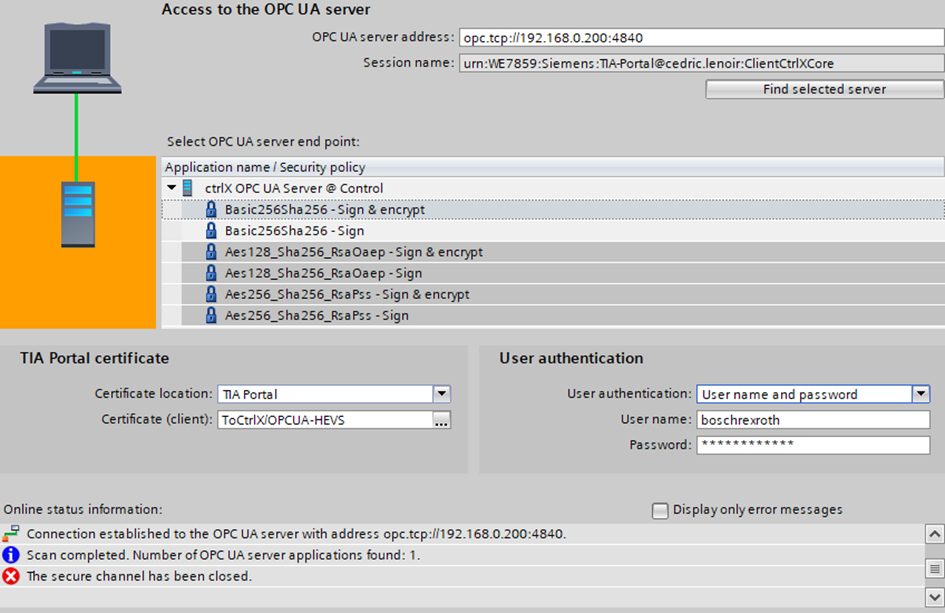 Access to the OPC UA server
OPC UA server address: opc.tcp://192.168.0.200:4840
Session name: urn:WE7859:Siemens:TIA-Portal@cedric.lenoir:ClientCtrlXCore
Find selected server
Select OPC UA server end point:
Application name / Security policy
ctrlX OPC UA Server @ Control
Basic256Sha256 - Sign & encrypt
Basic256Sha256 - Sign
Aes128_Sha256_RsaOaep - Sign & encrypt
Aes128_Sha256_RsaOaep - Sign
Aes256_Sha256_RsaPss - Sign & encrypt
Aes256_Sha256_RsaPss - Sign
TIA Portal certificate
Certificate location: TIA Portal
Certificate (client): ToCtrlX/OPCUA-HEVS ...
User authentication
User authentication: User name and password
User name: boschrexroth
Password: ************
Online status information:
Display only error messages
Connection established to the OPC UA server with address opc.tcp://192.168.0.200:4840.
Scan completed. Number of OPC UA server applications found: 1.
The secure channel has been closed.